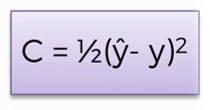 C = ½(ŷ- y)²